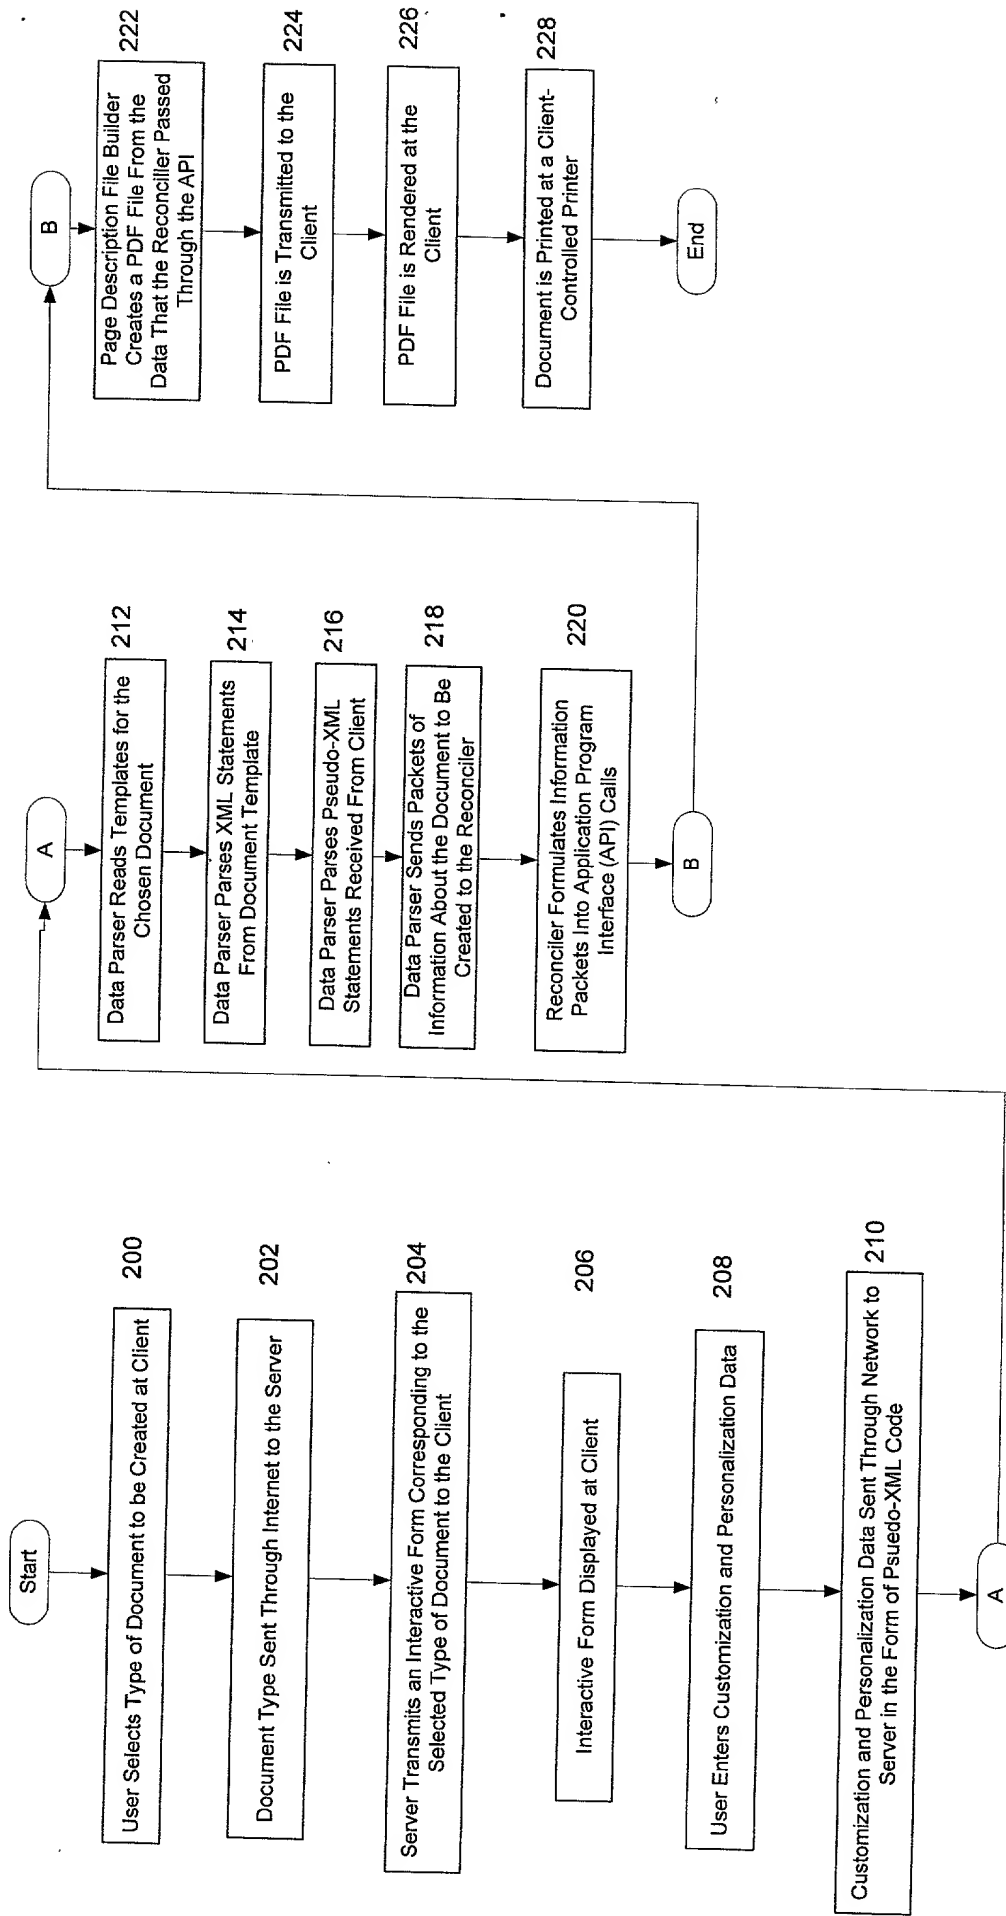 Start
200
User Selects Type of Document to be Created at Client
202
Document Type Sent Through Internet to the Server
204
Server Transmits an Interactive Form Corresponding to the
Selected Type of Document to the Client
206
Interactive Form Displayed at Client
208
User Enters Customization and Personalization Data
210
Customization and Personalization Data Sent Through Network to
Server in the Form of Psuedo-XML Code
A
A
212
Data Parser Reads Templates for the
Chosen Document
214
Data Parser Parses XML Statements
From Document Template
216
Data Parser Parses Pseudo-XML
Statements Received From Client
218
Data Parser Sends Packets of
Information About the Document to Be
Created to the Reconciler
220
Reconciler Formulates Information
Packets Into Application Program
Interface (API) Calls
B
B
222
Page Description File Builder
Creates a PDF File From the
Data That the Reconciler Passed
Through the API
224
PDF File is Transmitted to the
Client
226
PDF File is Rendered at the
Client
228
Document is Printed at a Client-
Controlled Printer
End